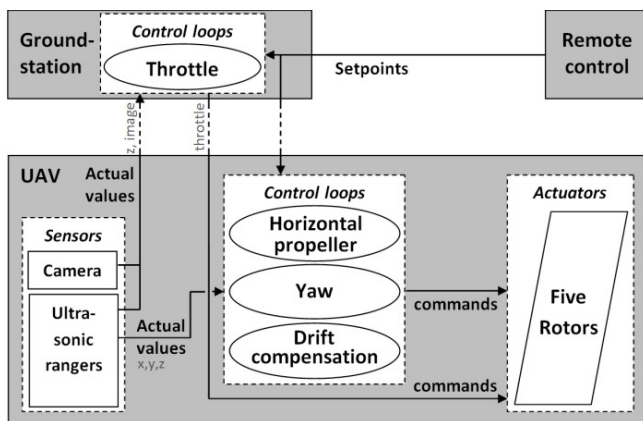 Ground-
station
Control loops
Throttle
Setpoints
Remote
control
z, image
throttle
UAV
Actual
values
Sensors
Camera
Ultra-
sonic
rangers
Actual
values
x,y,z
Control loops
Horizontal
propeller
Yaw
Drift
compensation
commands
commands
Actuators
Five
Rotors